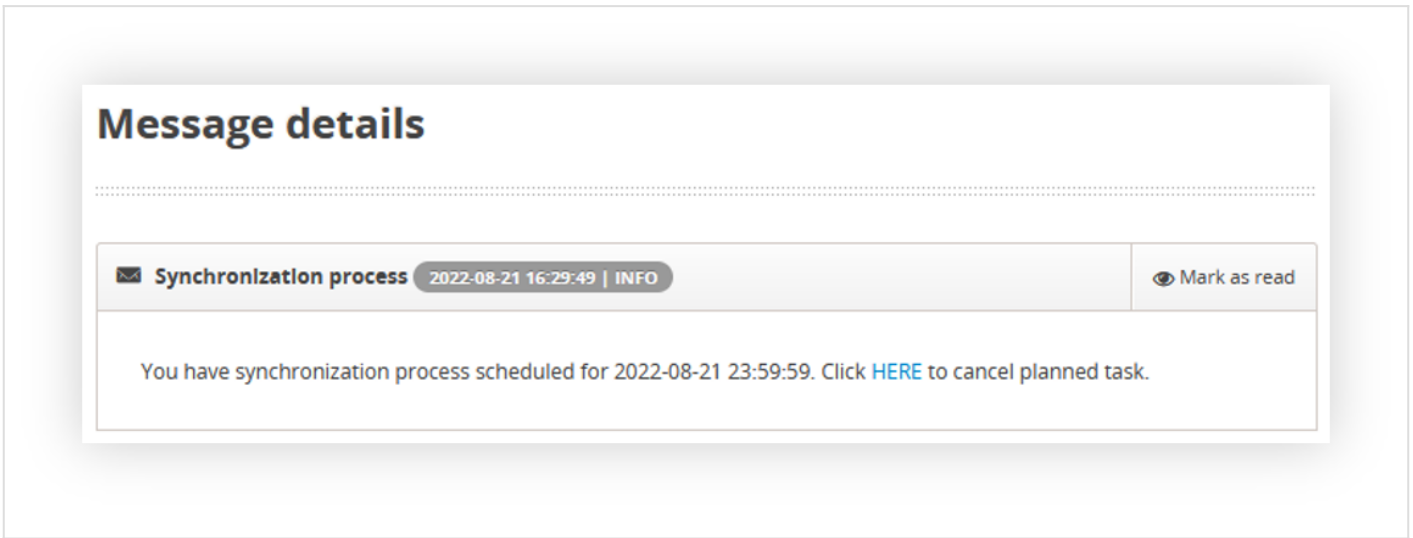 Message details
Synchronization process 2022-08-21 16:29:49 | INFO Mark as read
You have synchronization process scheduled for 2022-08-21 23:59:59. Click HERE to cancel planned task.